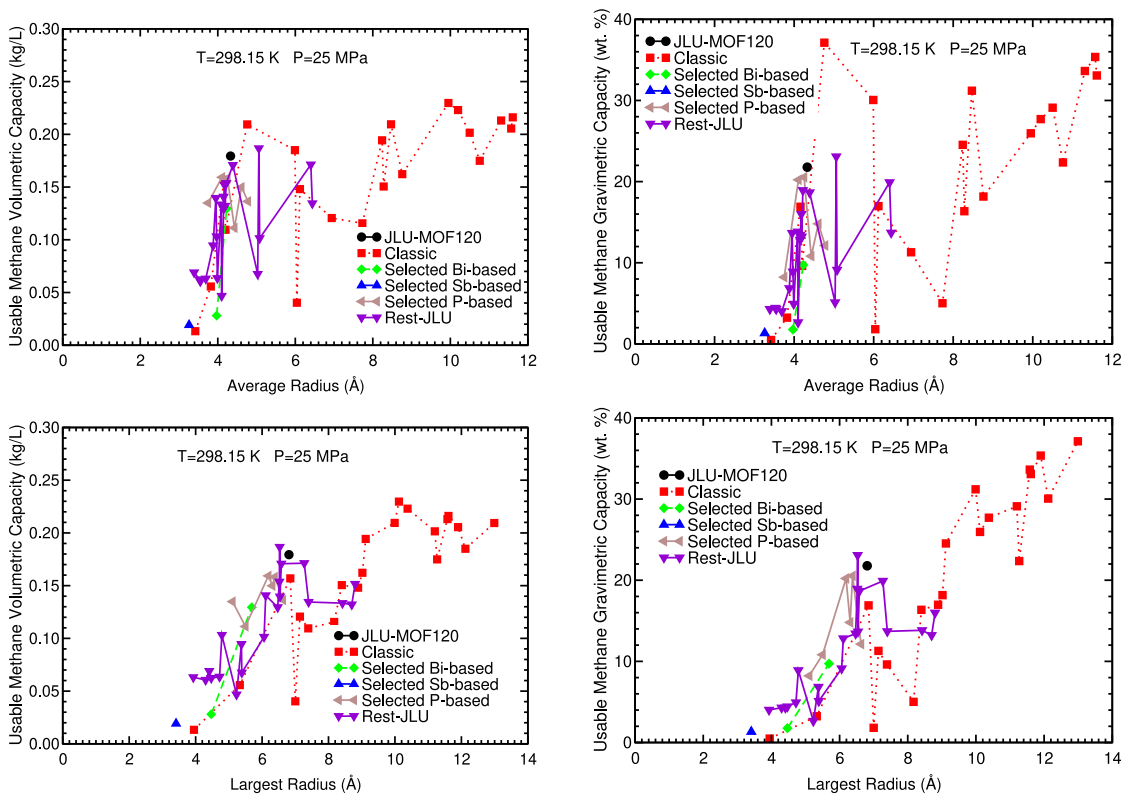 Usable Methane Volumetric Capacity (kg/L)
0.30
0.25
0.20
0.15
0.10
0.05
0.00
T=298.15 K P=25 MPa
JLU-MOF120
Classic
Selected Bi-based
Selected Sb-based
Selected P-based
Rest-JLU
0 2 4 6 8 10 12
Average Radius (Å)
Usable Methane Gravimetric Capacity (wt. %)
40
30
20
10
0
JLU-MOF120
T=298.15 K P=25 MPa
Classic
Selected Bi-based
Selected Sb-based
Selected P-based
Rest-JLU
0 2 4 6 8 10 12
Average Radius (Å)
Usable Methane Volumetric Capacity (kg/L)
0.30
0.25
0.20
0.15
0.10
0.05
0.00
T=298.15 K P=25 MPa
JLU-MOF120
Classic
Selected Bi-based
Selected Sb-based
Selected P-based
Rest-JLU
0 2 4 6 8 10 12 14
Largest Radius (Å)
Usable Methane Gravimetric Capacity (wt. %)
40
30
20
10
0
T=298.15 K P=25 MPa
JLU-MOF120
Classic
Selected Bi-based
Selected Sb-based
Selected P-based
Rest-JLU
0 2 4 6 8 10 12 14
Largest Radius (Å)